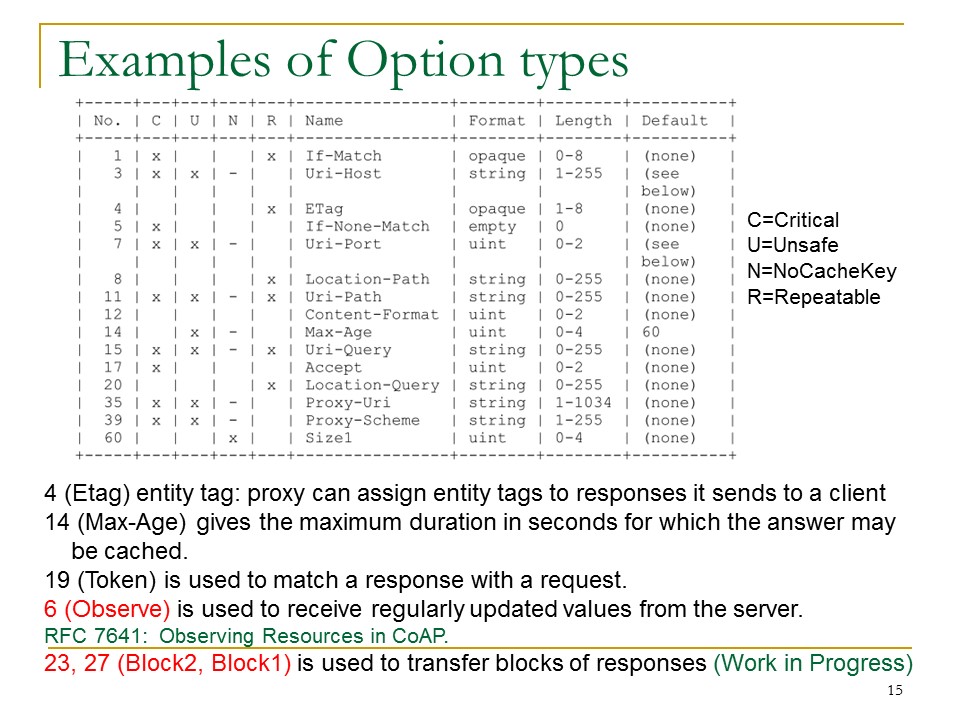 Examples of Option types
+-----+---+---+---+---+----------------+--------+--------+----------+
| No. | C | U | N | R | Name           | Format | Length | Default  |
+-----+---+---+---+---+----------------+--------+--------+----------+
|   1 | x |   |   | x | If-Match       | opaque | 0-8    | (none)   |
|   3 | x | x | - |   | Uri-Host       | string | 1-255  | (see     |
|     |   |   |   |   |                |        |        | below)   |
|   4 |   |   |   | x | ETag           | opaque | 1-8    | (none)   |
|   5 | x |   |   |   | If-None-Match  | empty  | 0      | (none)   |
|   7 | x | x | - |   | Uri-Port       | uint   | 0-2    | (see     |
|     |   |   |   |   |                |        |        | below)   |
|   8 |   |   |   | x | Location-Path  | string | 0-255  | (none)   |
|  11 | x | x | - | x | Uri-Path       | string | 0-255  | (none)   |
|  12 |   |   |   |   | Content-Format | uint   | 0-2    | (none)   |
|  14 |   | x | - |   | Max-Age        | uint   | 0-4    | 60       |
|  15 | x | x | - | x | Uri-Query      | string | 0-255  | (none)   |
|  17 | x |   |   |   | Accept         | uint   | 0-2    | (none)   |
|  20 |   |   |   | x | Location-Query | string | 0-255  | (none)   |
|  35 | x | x | - |   | Proxy-Uri      | string | 1-1034 | (none)   |
|  39 | x | x | - |   | Proxy-Scheme   | string | 1-255  | (none)   |
|  60 |   |   | x |   | Size1          | uint   | 0-4    | (none)   |
+-----+---+---+---+---+----------------+--------+--------+----------+
C=Critical
U=Unsafe
N=NoCacheKey
R=Repeatable
4 (Etag) entity tag: proxy can assign entity tags to responses it sends to a client
14 (Max-Age) gives the maximum duration in seconds for which the answer may
be cached.
19 (Token) is used to match a response with a request.
6 (Observe) is used to receive regularly updated values from the server.
RFC 7641: Observing Resources in CoAP.
23, 27 (Block2, Block1) is used to transfer blocks of responses (Work in Progress)
15